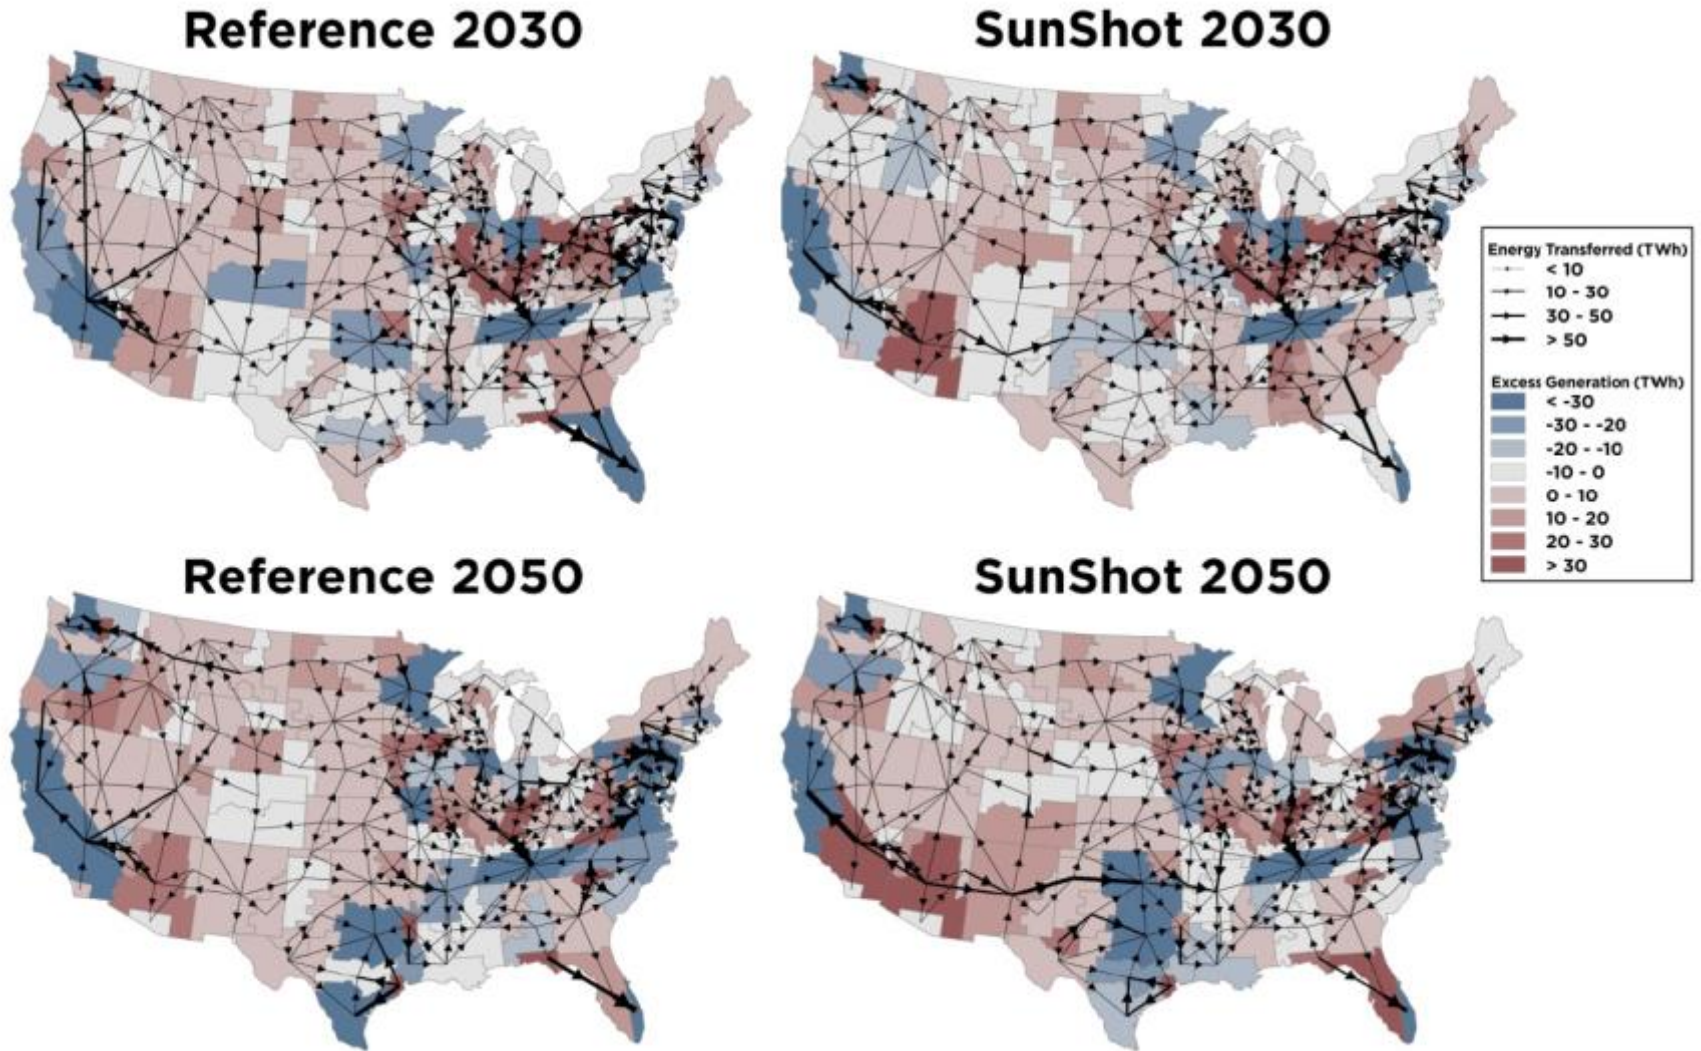 Reference 2030
SunShot 2030
Energy Transferred (TWh)
< 10
10 - 30
30 - 50
> 50
Excess Generation (TWh)
< -30
-30 - -20
-20 - -10
-10 - 0
0 - 10
10 - 20
20 - 30
> 30
Reference 2050
SunShot 2050